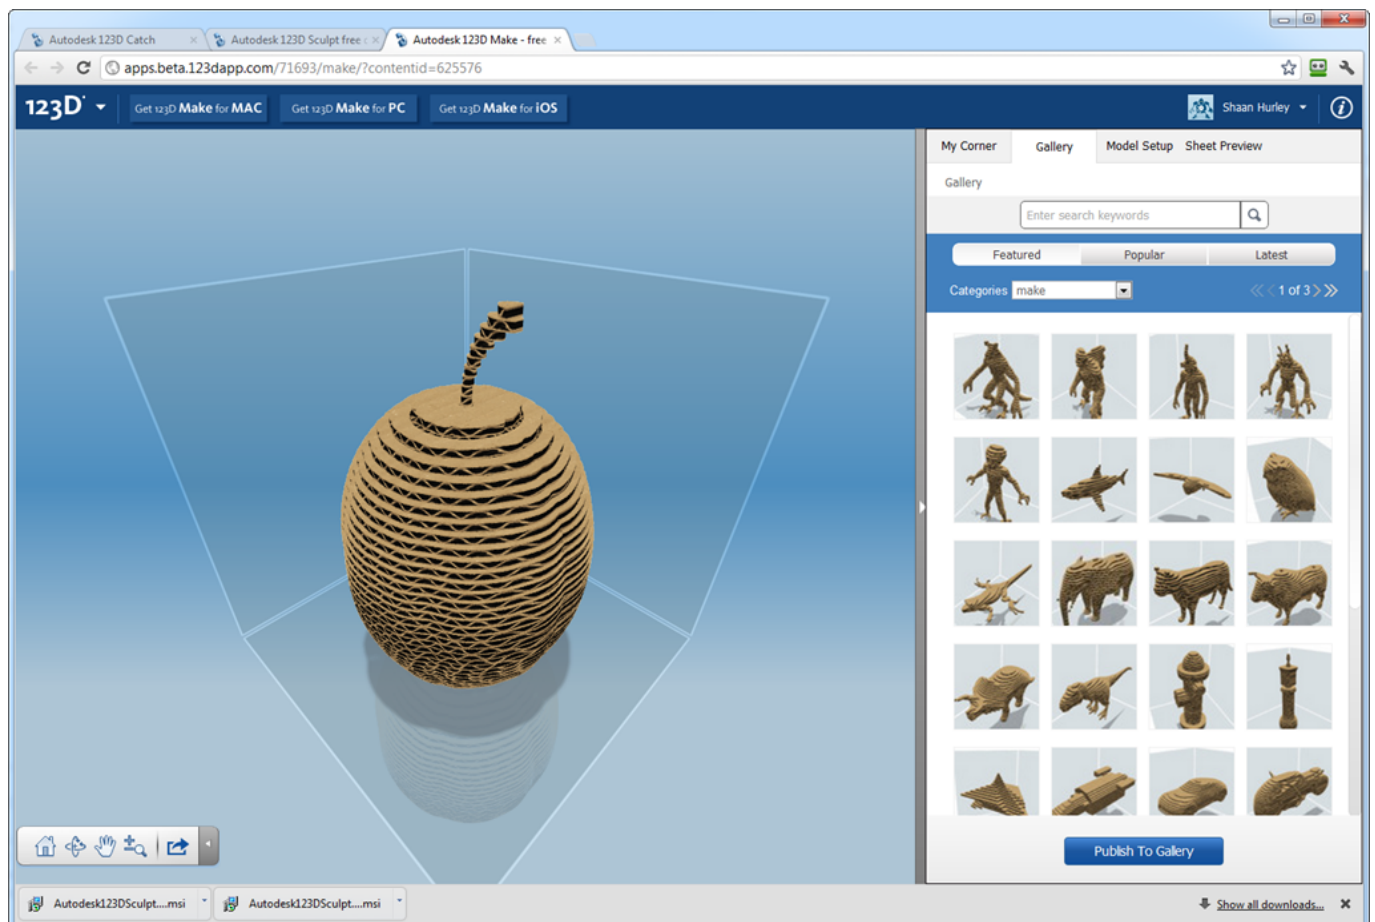 Autodesk 123D Catch
Autodesk 123D Sculpt free
Autodesk 123D Make - free
apps.beta.123dapp.com/71693/make/?contentid=625576
123D
Get 123D Make for MAC
Get 123D Make for PC
Get 123D Make for iOS
Shaan Hurley
My Corner
Gallery
Model Setup
Sheet Preview
Gallery
Enter search keywords
Featured
Popular
Latest
Categories
make
1 of 3
Publish To Gallery
Autodesk123DSculpt....msi
Autodesk123DSculpt....msi
Show all downloads...